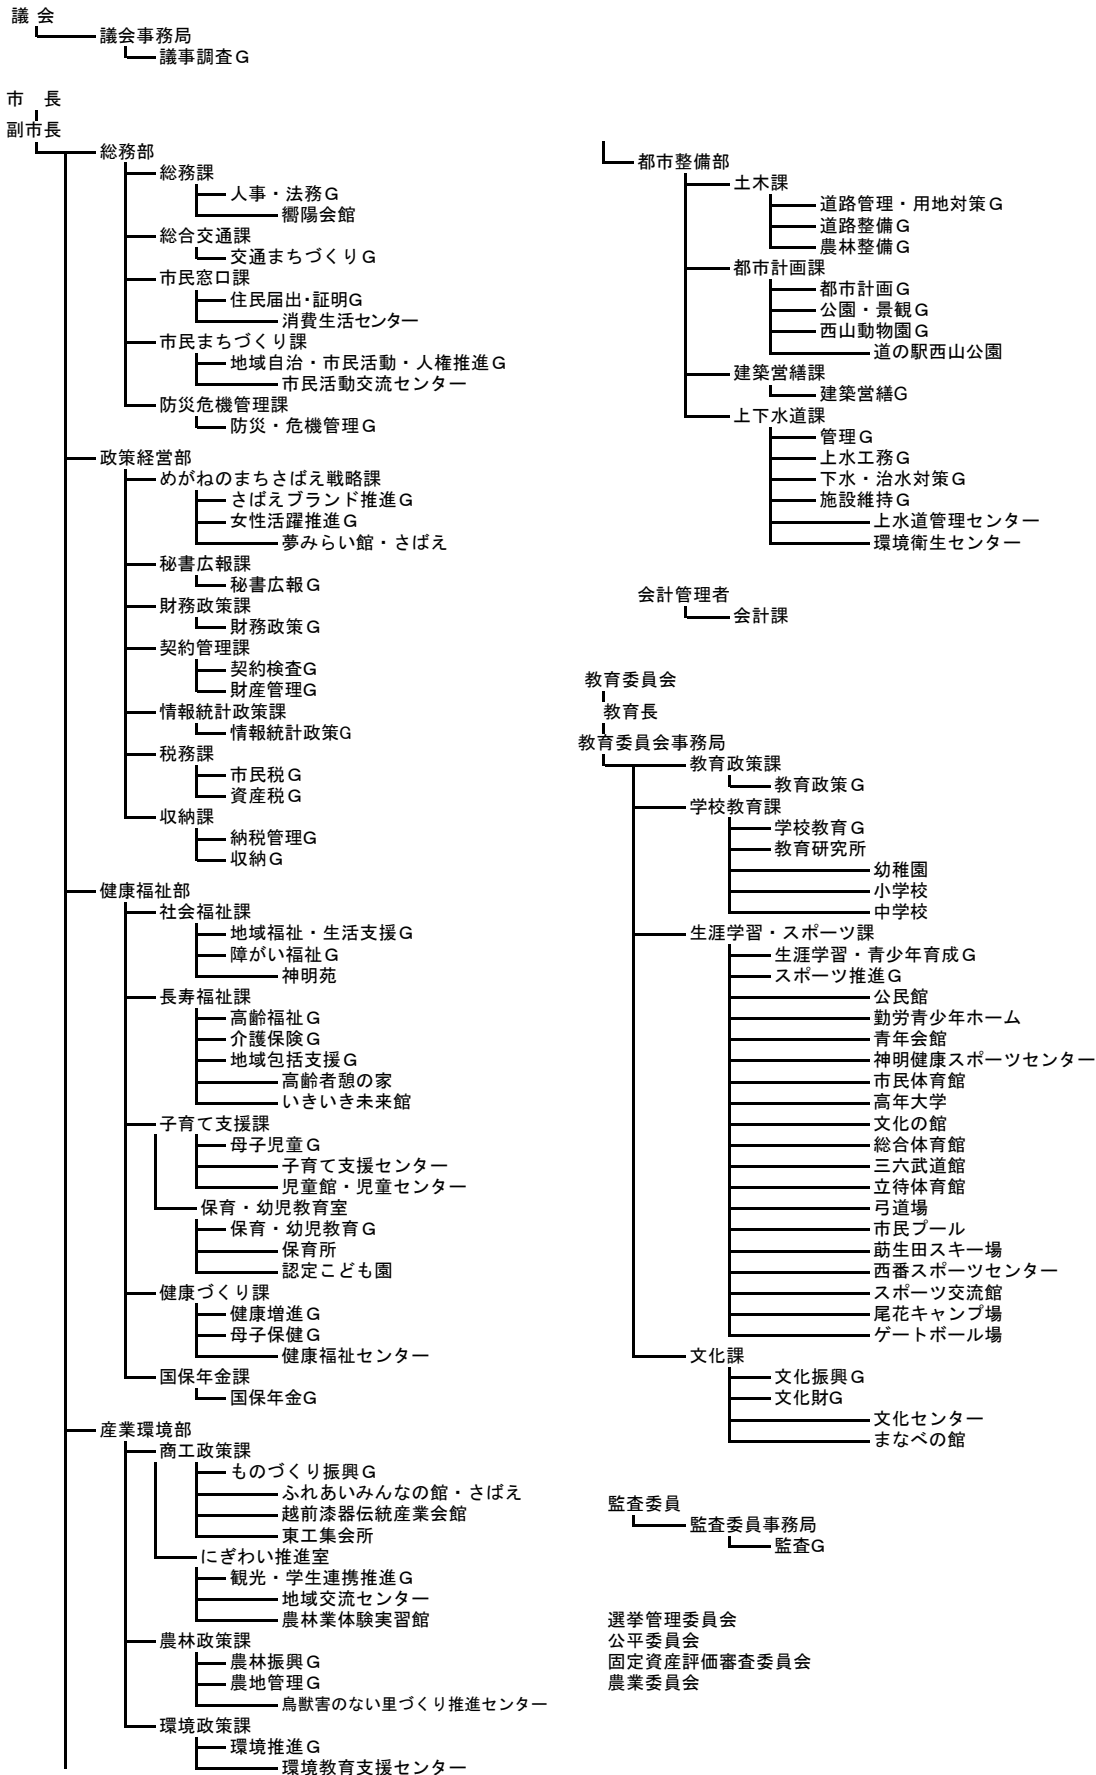 議 会
議会事務局
議事調査G
市　長
副市長
総務部
総務課
人事・法務G
嚮陽会館
総合交通課
交通まちづくりG
市民窓口課
住民届出・証明G
消費生活センター
市民まちづくり課
地域自治・市民活動・人権推進G
市民活動交流センター
防災危機管理課
防災・危機管理G
政策経営部
めがねのまちさばえ戦略課
さばえブランド推進G
女性活躍推進G
夢みらい館・さばえ
秘書広報課
秘書広報G
財務政策課
財務政策G
契約管理課
契約検査G
財産管理G
情報統計政策課
情報統計政策G
税務課
市民税G
資産税G
収納課
納税管理G
収納G
健康福祉部
社会福祉課
地域福祉・生活支援G
障がい福祉G
神明苑
長寿福祉課
高齢福祉G
介護保険G
地域包括支援G
高齢者憩の家
いきいき未来館
子育て支援課
母子児童G
子育て支援センター
児童館・児童センター
保育・幼児教育室
保育・幼児教育G
保育所
認定こども園
健康づくり課
健康増進G
母子保健G
健康福祉センター
国保年金課
国保年金G
産業環境部
商工政策課
ものづくり振興G
ふれあいみんなの館・さばえ
越前漆器伝統産業会館
東工集会所
にぎわい推進室
観光・学生連携推進G
地域交流センター
農林業体験実習館
農林政策課
農林振興G
農地管理G
鳥獣害のない里づくり推進センター
環境政策課
環境推進G
環境教育支援センター
都市整備部
土木課
道路管理・用地対策G
道路整備G
農林整備G
都市計画課
都市計画G
公園・景観G
西山動物園G
道の駅西山公園
建築営繕課
建築営繕G
上下水道課
管理G
上水工務G
下水・治水対策G
施設維持G
上水道管理センター
環境衛生センター
会計管理者
会計課
教育委員会
教育長
教育委員会事務局
教育政策課
教育政策G
学校教育課
学校教育G
教育研究所
幼稚園
小学校
中学校
生涯学習・スポーツ課
生涯学習・青少年育成G
スポーツ推進G
公民館
勤労青少年ホーム
青年会館
神明健康スポーツセンター
市民体育館
高年大学
文化の館
総合体育館
三六武道館
立待体育館
弓道場
市民プール
莇生田スキー場
西番スポーツセンター
スポーツ交流館
尾花キャンプ場
ゲートボール場
文化課
文化振興G
文化財G
文化センター
まなべの館
監査委員
監査委員事務局
監査G
選挙管理委員会
公平委員会
固定資産評価審査委員会
農業委員会